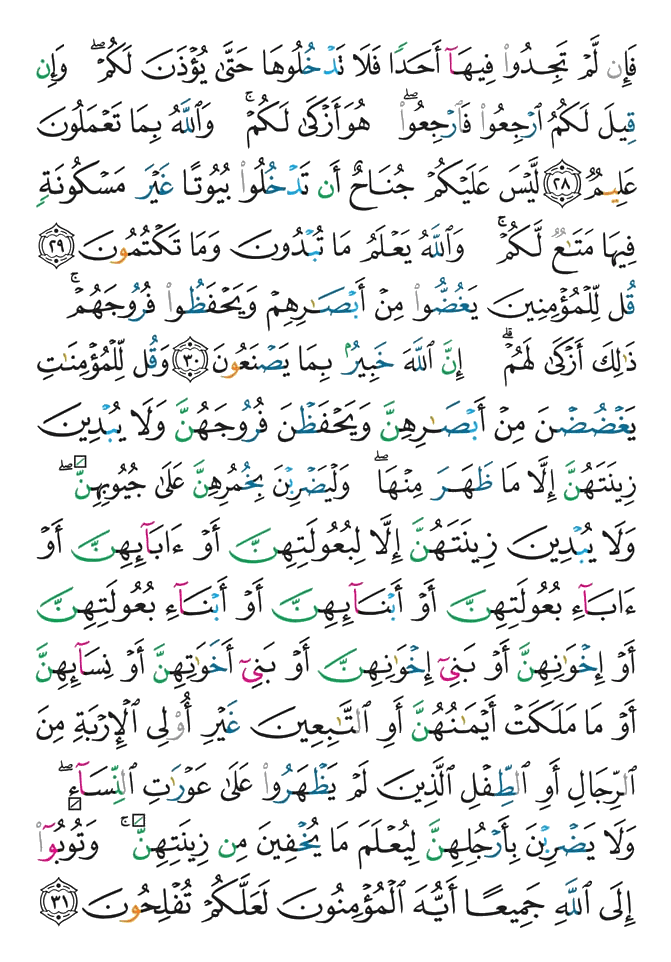 فَإِن لَّمْ تَجِدُوا۟ فِيهَآ أَحَدًا فَلَا تَدْخُلُوهَا حَتَّىٰ يُؤْذَنَ لَكُمْ ۖ وَإِن
قِيلَ لَكُمُ ٱرْجِعُوا۟ فَٱرْجِعُوا۟ ۖ هُوَ أَزْكَىٰ لَكُمْ ۚ وَٱللَّهُ بِمَا تَعْمَلُونَ
عَلِيمٌ ٢٨ لَّيْسَ عَلَيْكُمْ جُنَاحٌ أَن تَدْخُلُوا۟ بُيُوتًا غَيْرَ مَسْكُونَةٍ
فِيهَا مَتَـٰعٌ لَّكُمْ ۚ وَٱللَّهُ يَعْلَمُ مَا تُبْدُونَ وَمَا تَكْتُمُونَ ٢٩
قُل لِّلْمُؤْمِنِينَ يَغُضُّوا۟ مِنْ أَبْصَـٰرِهِمْ وَيَحْفَظُوا۟ فُرُوجَهُمْ ۚ
ذَٰلِكَ أَزْكَىٰ لَهُمْ ۗ إِنَّ ٱللَّهَ خَبِيرٌۢ بِمَا يَصْنَعُونَ ٣٠ وَقُل لِّلْمُؤْمِنَـٰتِ
يَغْضُضْنَ مِنْ أَبْصَـٰرِهِنَّ وَيَحْفَظْنَ فُرُوجَهُنَّ وَلَا يُبْدِينَ
زِينَتَهُنَّ إِلَّا مَا ظَهَرَ مِنْهَا ۖ وَلْيَضْرِبْنَ بِخُمُرِهِنَّ عَلَىٰ جُيُوبِهِنَّ ۖ
وَلَا يُبْدِينَ زِينَتَهُنَّ إِلَّا لِبُعُولَتِهِنَّ أَوْ ءَابَآئِهِنَّ أَوْ
ءَابَآءِ بُعُولَتِهِنَّ أَوْ أَبْنَآئِهِنَّ أَوْ أَبْنَآءِ بُعُولَتِهِنَّ
أَوْ إِخْوَٰنِهِنَّ أَوْ بَنِىٓ إِخْوَٰنِهِنَّ أَوْ بَنِىٓ أَخَوَٰتِهِنَّ أَوْ نِسَآئِهِنَّ
أَوْ مَا مَلَكَتْ أَيْمَـٰنُهُنَّ أَوِ ٱلتَّـٰبِعِينَ غَيْرِ أُو۟لِى ٱلْإِرْبَةِ مِنَ
ٱلرِّجَالِ أَوِ ٱلطِّفْلِ ٱلَّذِينَ لَمْ يَظْهَرُوا۟ عَلَىٰ عَوْرَٰتِ ٱلنِّسَآءِ ۖ
وَلَا يَضْرِبْنَ بِأَرْجُلِهِنَّ لِيُعْلَمَ مَا يُخْفِينَ مِن زِينَتِهِنَّ ۚ وَتُوبُوٓا۟
إِلَى ٱللَّهِ جَمِيعًا أَيُّهَ ٱلْمُؤْمِنُونَ لَعَلَّكُمْ تُفْلِحُونَ ٣١